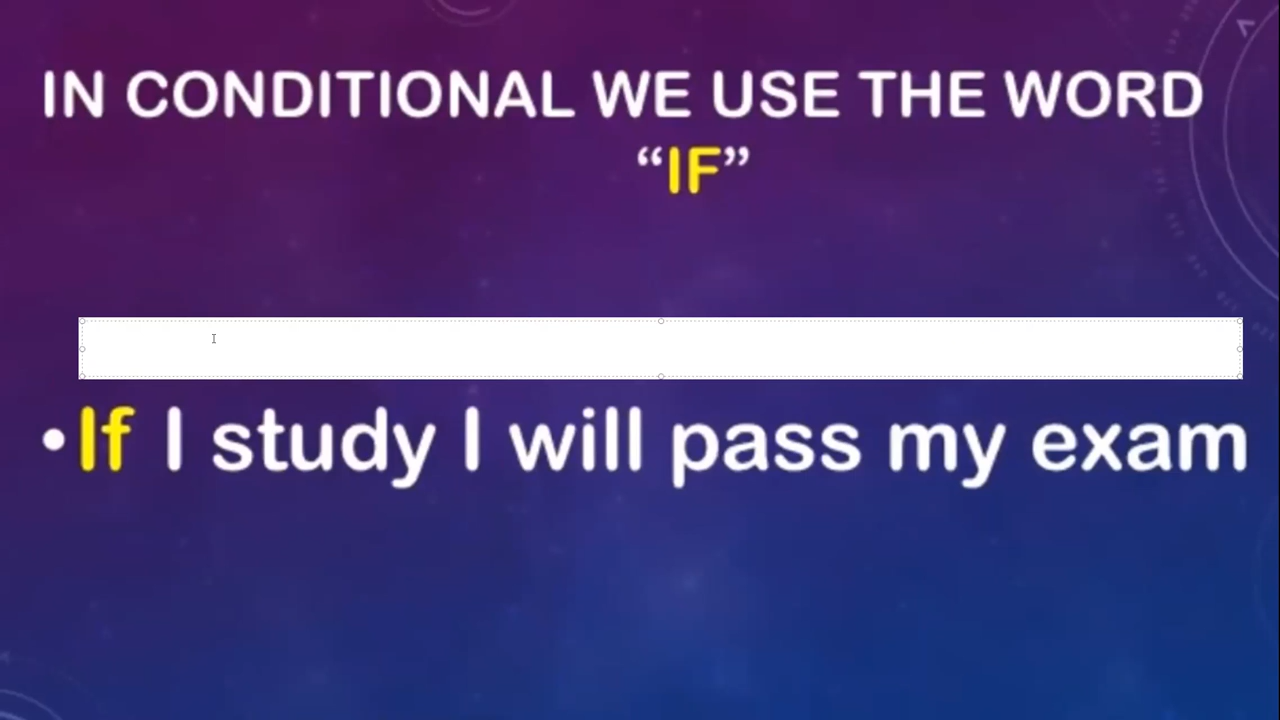 IN CONDITIONAL WE USE THE WORD
“IF”
•If I study I will pass my exam